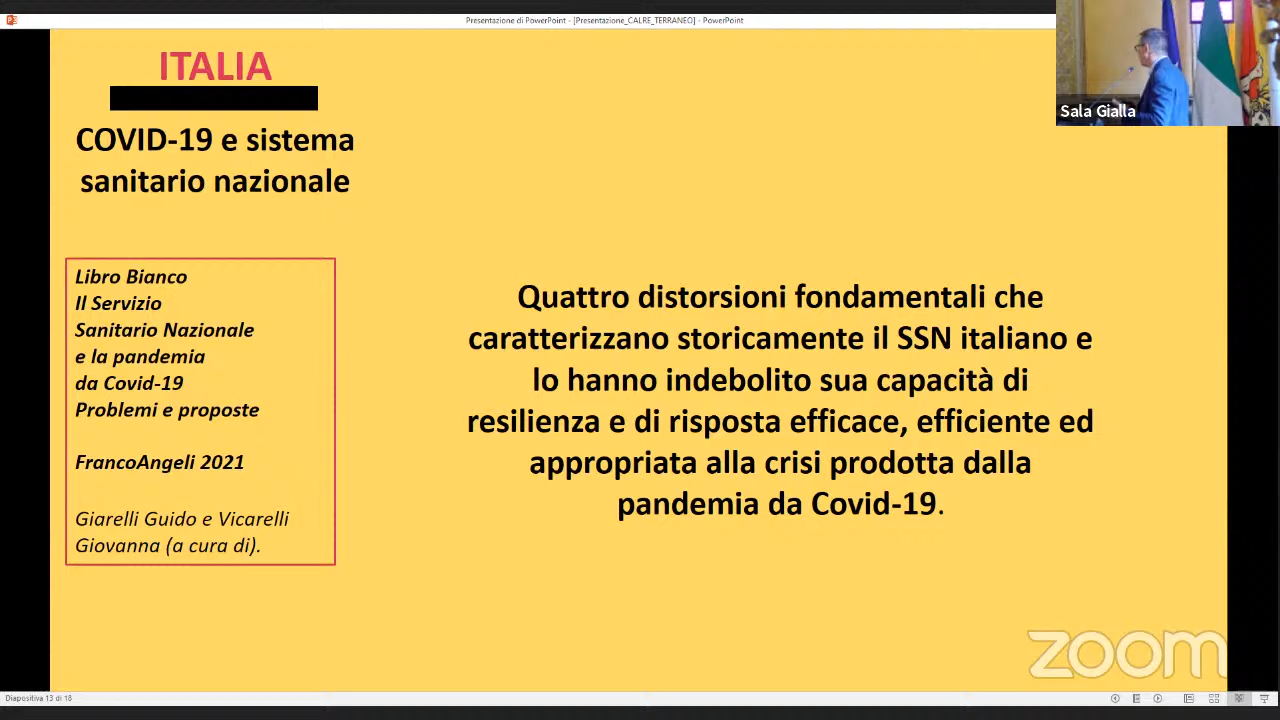 Presentazione di PowerPoint - [Presentazione_CALRE_TERRANEO] - PowerPoint
ITALIA
COVID-19 e sistema
sanitario nazionale
Sala Gialla
Libro Bianco
Il Servizio
Sanitario Nazionale
e la pandemia
da Covid-19
Problemi e proposte
FrancoAngeli 2021
Giarelli Guido e Vicarelli
Giovanna (a cura di).
Quattro distorsioni fondamentali che
caratterizzano storicamente il SSN italiano e
lo hanno indebolito sua capacità di
resilienza e di risposta efficace, efficiente ed
appropriata alla crisi prodotta dalla
pandemia da Covid-19.
zoom
Diapositiva 13 di 18